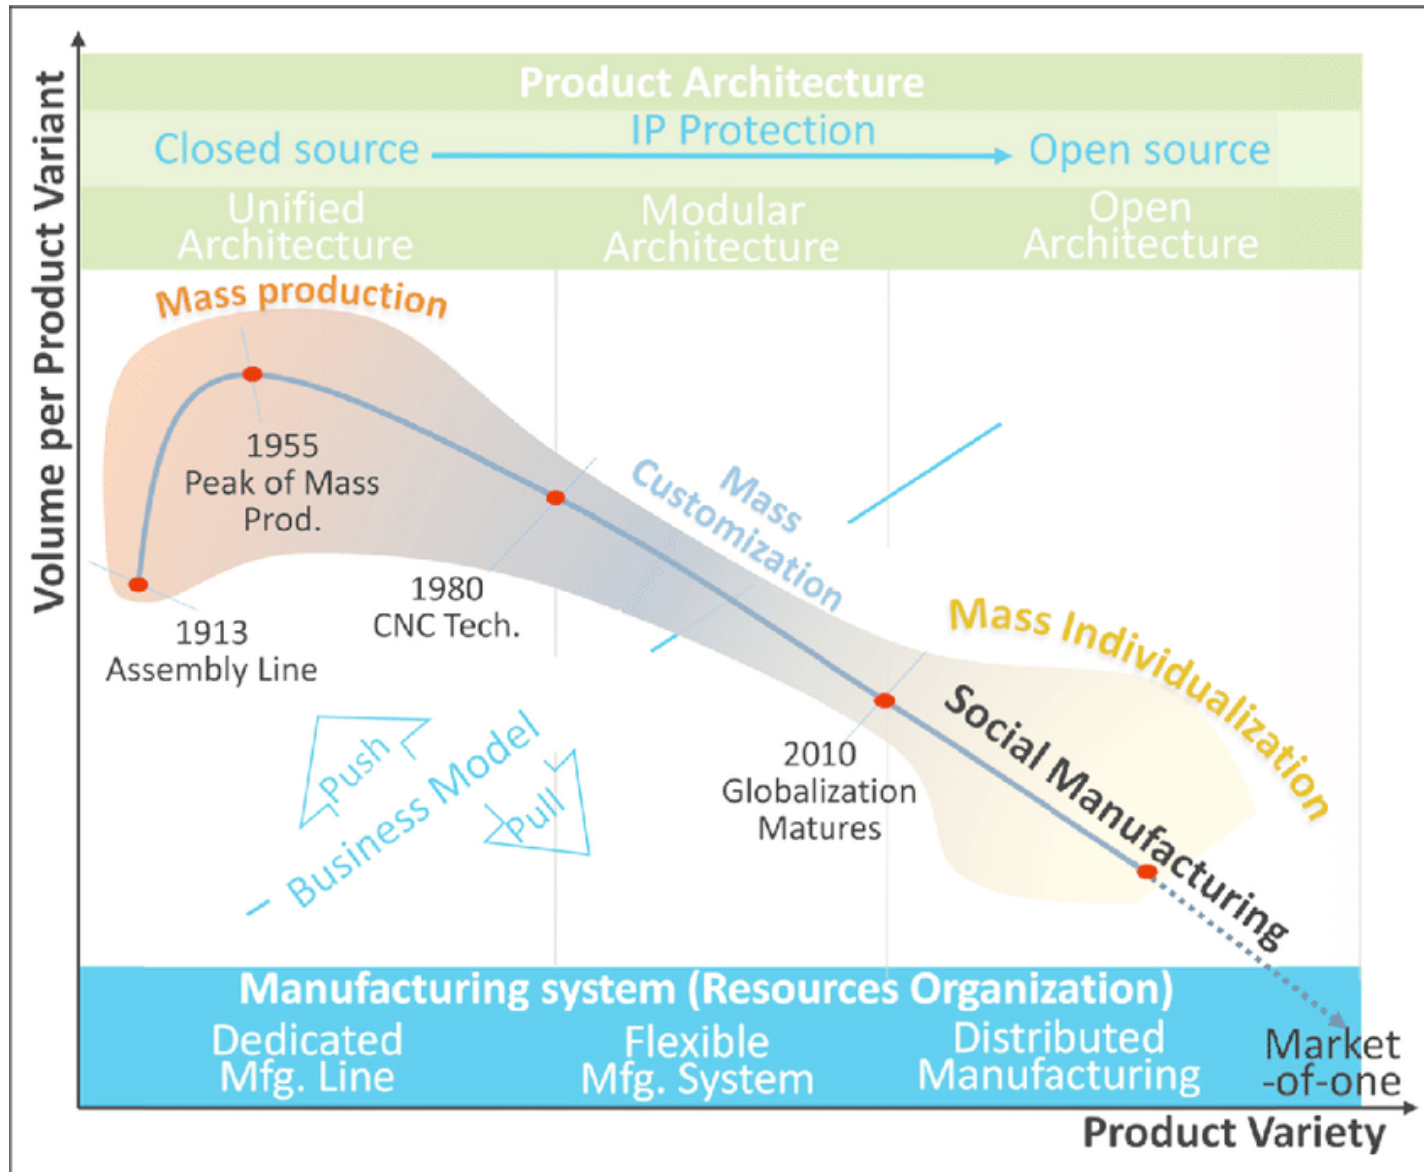 Volume per Product Variant
Product Architecture
IP Protection
Closed source
Open source
Unified
Architecture
Modular
Architecture
Open
Architecture
Mass production
1955
Peak of Mass
Prod.
1913
Assembly Line
1980
CNC Tech.
Mass
Customization
2010
Globalization
Matures
Mass Individualization
Social Manufacturing
Push
Business Model
Pull
Manufacturing system (Resources Organization)
Dedicated
Mfg. Line
Flexible
Mfg. System
Distributed
Manufacturing
Market
-of-one
Product Variety